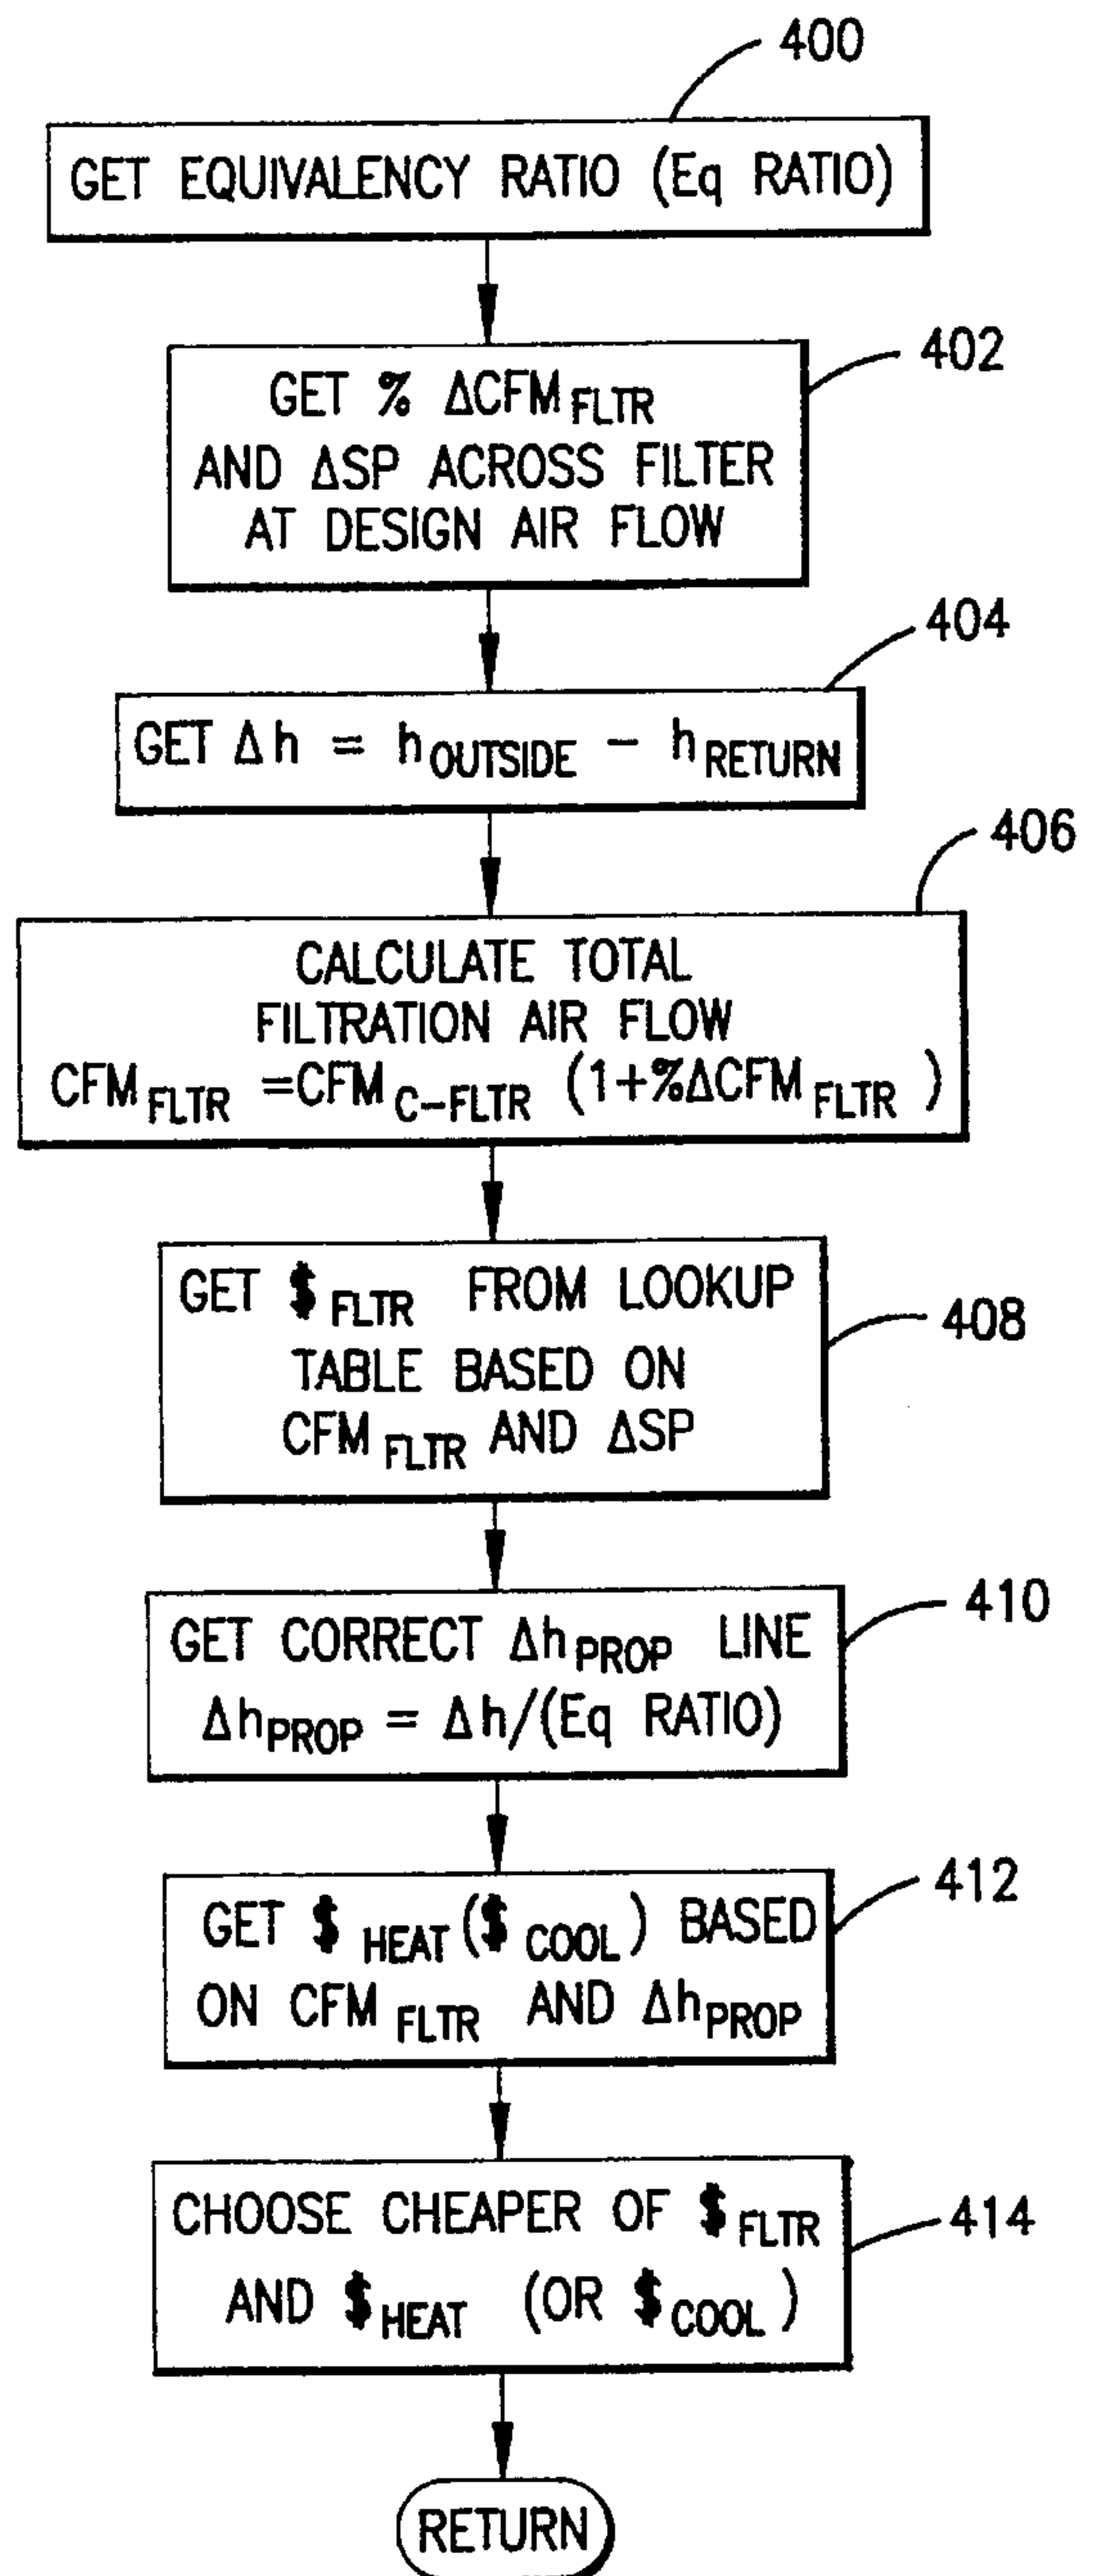 400
GET EQUIVALENCY RATIO (Eq RATIO)
402
GET % ΔCFM FLTR
AND ΔSP ACROSS FILTER
AT DESIGN AIR FLOW
404
GET Δh = h OUTSIDE - h RETURN
406
CALCULATE TOTAL
FILTRATION AIR FLOW
CFM FLTR =CFM C-FLTR (1+%ΔCFM FLTR )
GET $ FLTR FROM LOOKUP
408
TABLE BASED ON
CFM FLTR AND ΔSP
410
GET CORRECT Δh PROP LINE
Δh PROP = Δh/(Eq RATIO)
412
GET $ HEAT ($ COOL) BASED
ON CFM FLTR AND Δh PROP
CHOOSE CHEAPER OF $ FLTR
414
AND $ HEAT (OR $ COOL)
RETURN